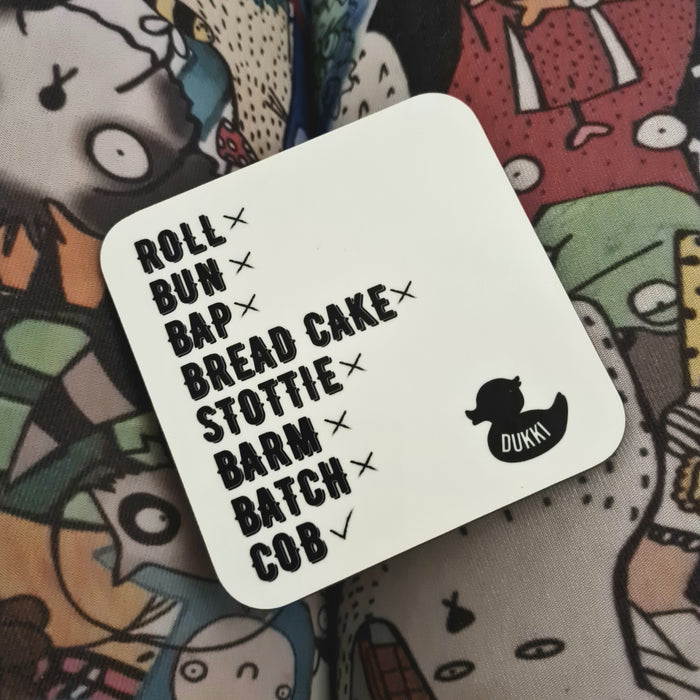 ROLL ×
BUN ×
BAP ×
BREAD CAKE ×
STOTTIE ×
BARM ×
BATCH ×
COB ✓
DUKKI